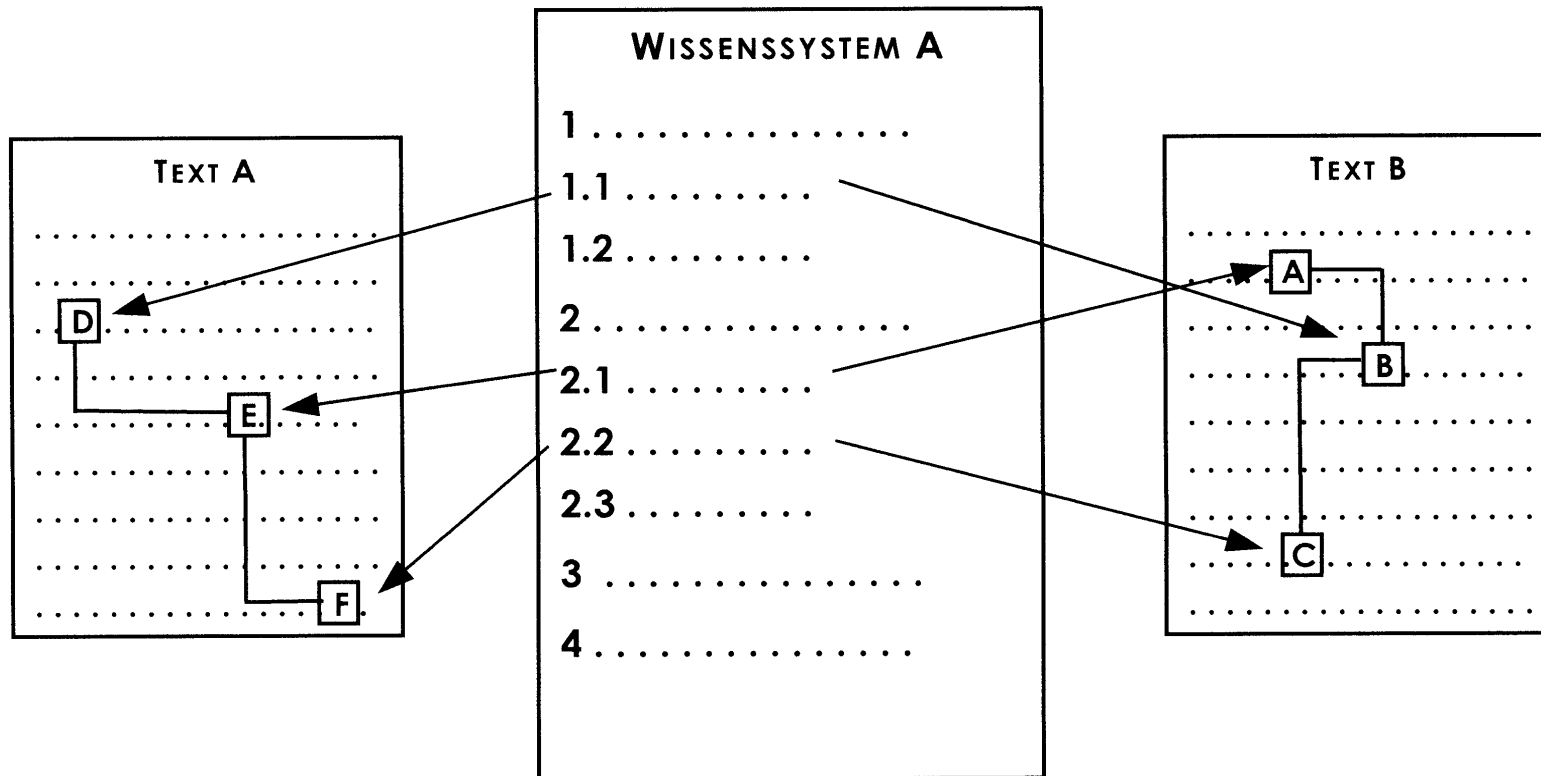 WISSENSSYSTEM A
1 . . . . . . . . . . . . . . .
1.1 . . . . . . . . .
1.2 . . . . . . . . .
2 . . . . . . . . . . . . . . .
2.1 . . . . . . . . .
2.2 . . . . . . . . .
2.3 . . . . . . . . .
3 . . . . . . . . . . . . . . .
4 . . . . . . . . . . . . . . .
TEXT A
D
E
F
TEXT B
A
B
C